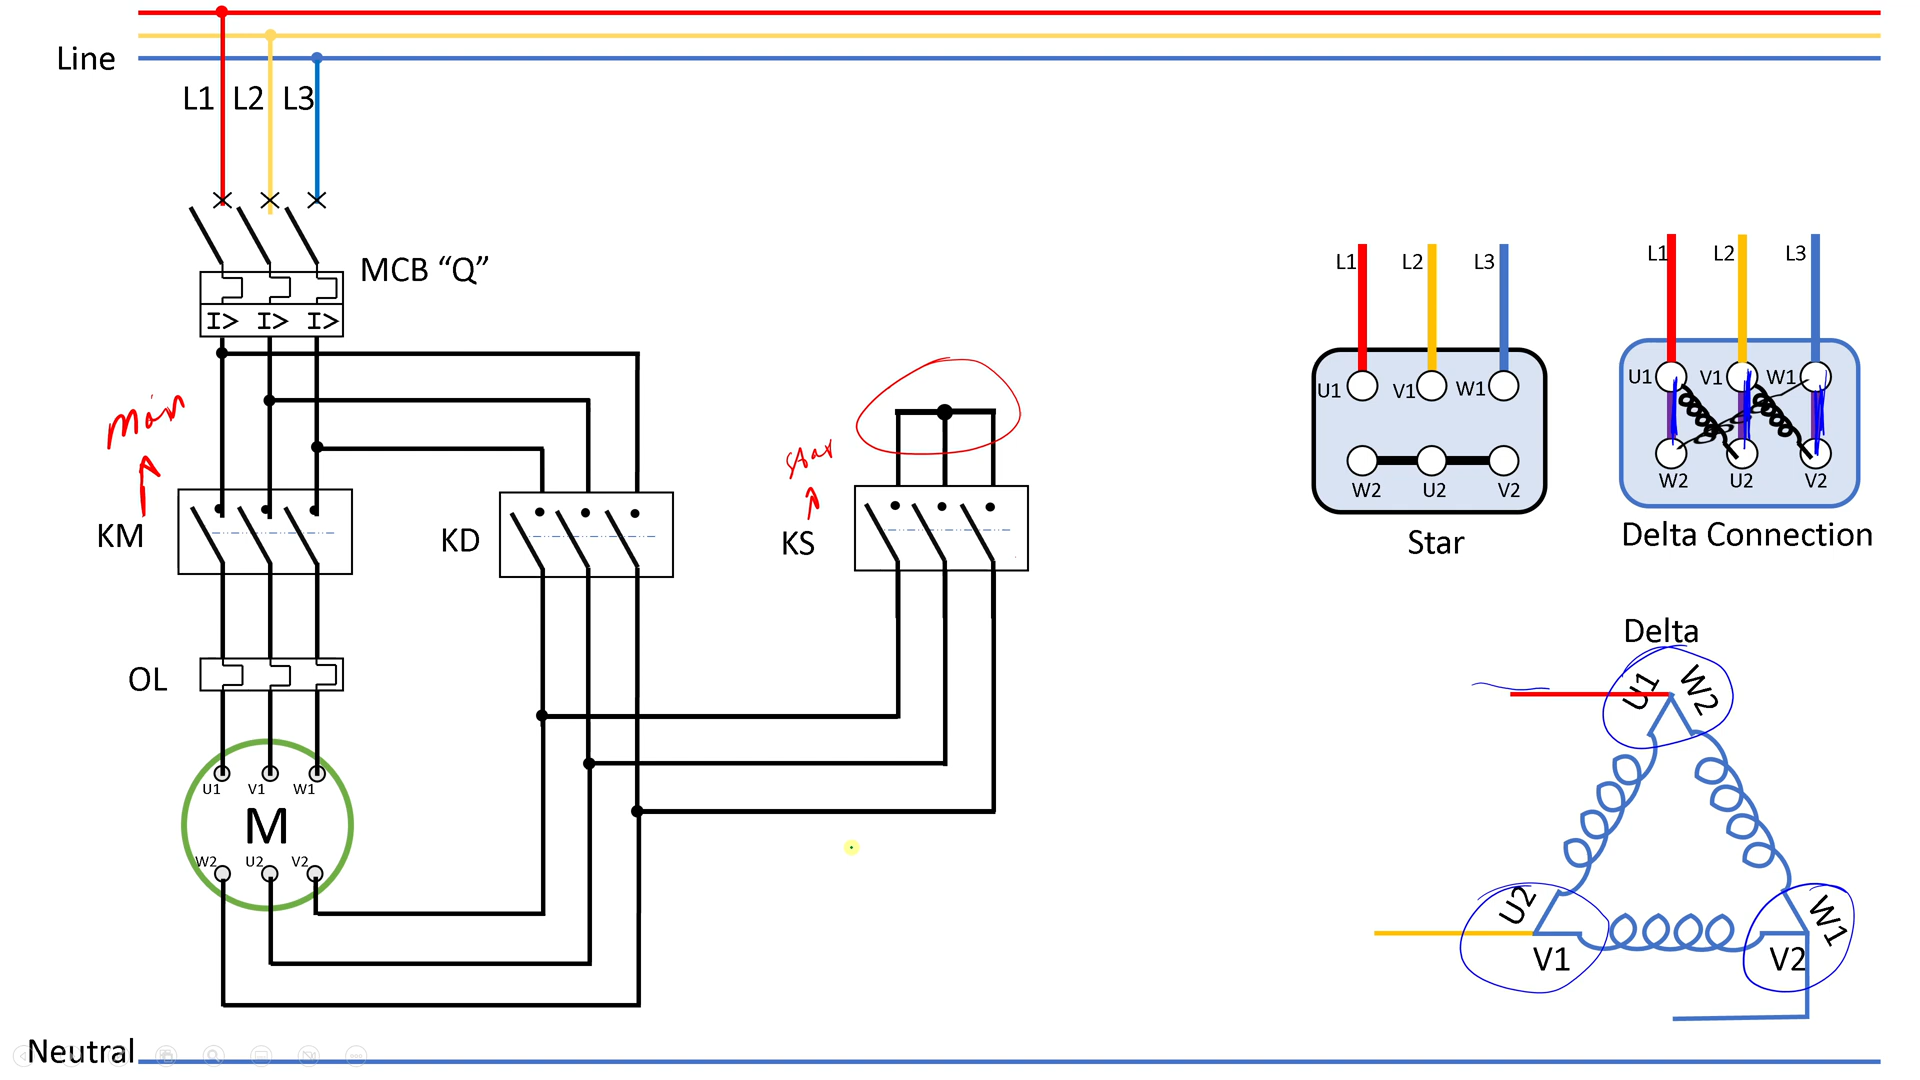 Line
L1 L2 L3
MCB "Q"
I> I> I>
Main
KM
KD
Star
KS
OL
U1 V1 W1
M
W2 U2 V2
Neutral
L1 L2 L3
U1 V1 W1
W2 U2 V2
Star
L1 L2 L3
U1 V1 W1
W2 U2 V2
Delta Connection
Delta
U1 W2
U2 W1
V1 V2